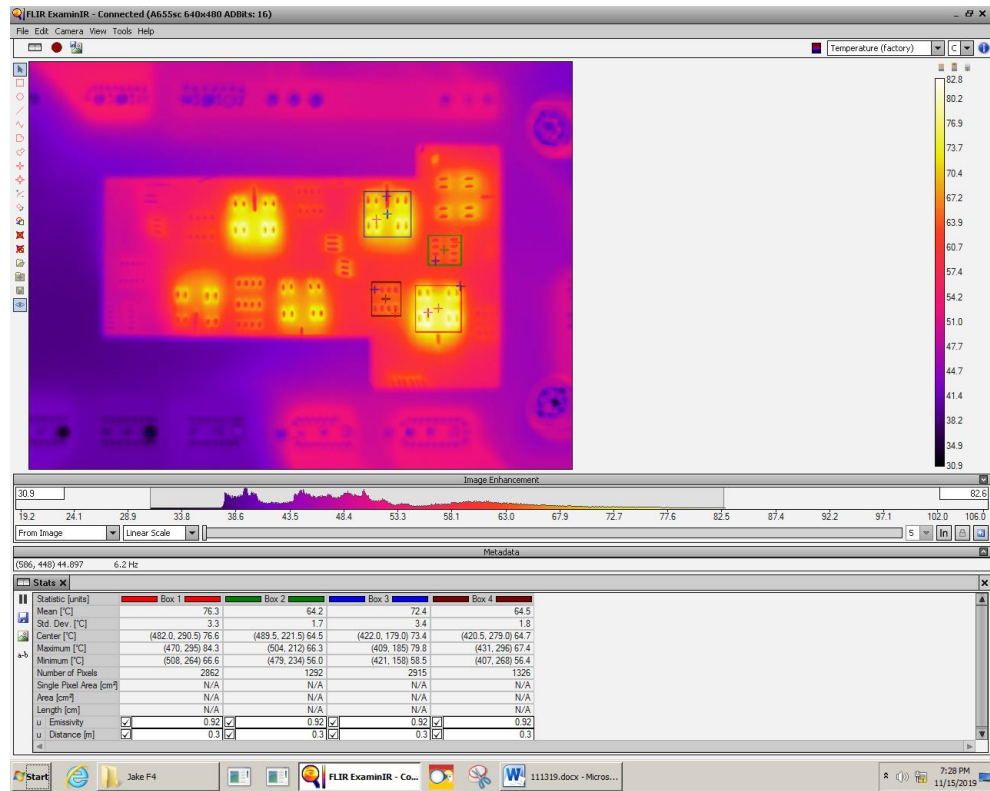 FLIR ExaminIR - Connected (A655sc 640x480 ADBits: 16)
File Edit Camera View Tools Help
Temperature (factory) C
82.8
80.2
76.9
73.7
70.4
67.2
63.9
60.7
57.4
54.2
51.0
47.7
44.7
41.4
38.2
34.9
30.9
Image Enhancement
30.9 82.6
19.2 24.1 28.9 33.8 38.6 43.5 48.4 53.3 58.1 63.0 67.9 72.7 77.6 82.5 87.4 92.2 97.1 102.0 106.0
From Image Linear Scale 5 In
Metadata
(586, 448) 44.897 6.2 Hz
Stats X
Statistic [units] Box 1 Box 2 Box 3 Box 4
Mean [°C] 76.3 64.2 72.4 64.5
Std. Dev. [°C] 3.3 1.7 3.4 1.8
Center [°C] (482.0, 290.5) 76.6 (489.5, 221.5) 64.5 (422.0, 179.0) 73.4 (420.5, 279.0) 64.7
Maximum [°C] (470, 295) 84.3 (504, 212) 66.3 (409, 185) 79.8 (431, 296) 67.4
Minimum [°C] (508, 264) 66.6 (479, 234) 56.0 (421, 158) 58.5 (407, 268) 56.4
Number of Pixels 2862 1292 2915 1326
Single Pixel Area [cm²] N/A N/A N/A N/A
Area [cm²] N/A N/A N/A N/A
Length [cm] N/A N/A N/A N/A
u Emissivity 0.92 0.92 0.92 0.92
u Distance [m] 0.3 0.3 0.3 0.3
a-b
Start Jake F4 FLIR ExaminIR - Co... 111319.docx - Micros... 7:28 PM
11/15/2019